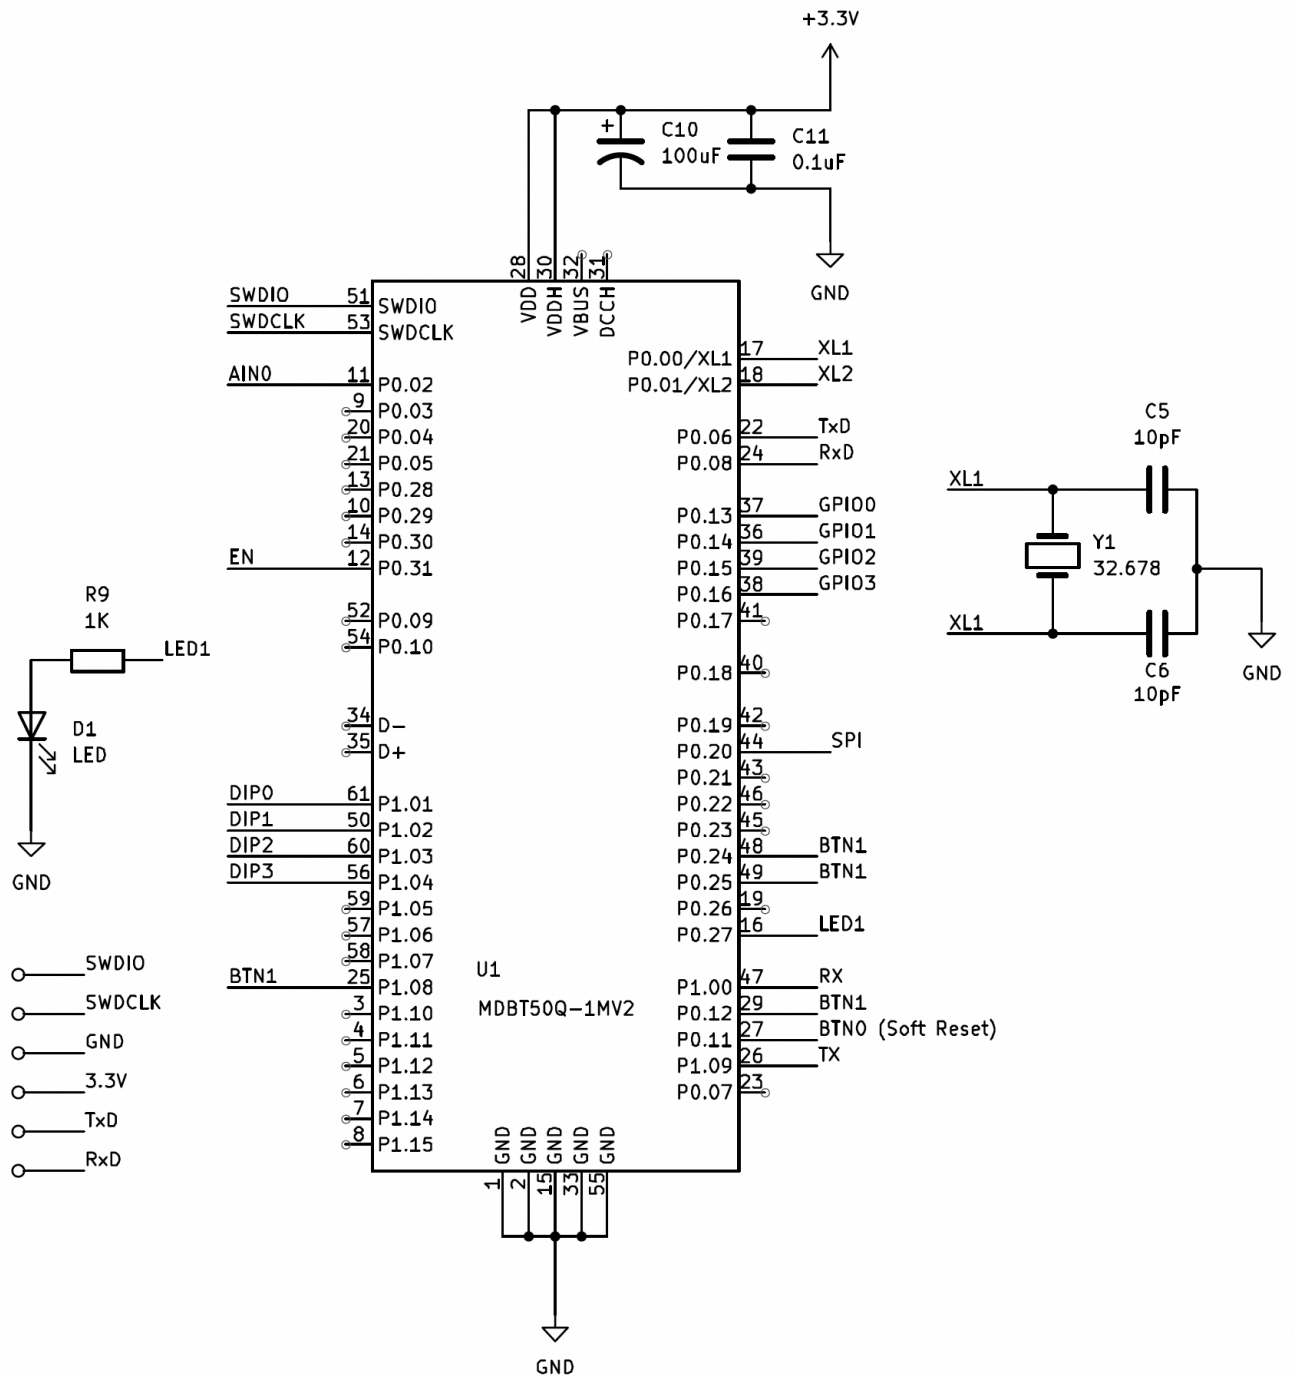 +3.3V
C10
100uF
C11
0.1uF
GND
28
30
32
31
VDD
VDDH
VBUS
DCCH
SWDIO 51 SWDIO
SWDCLK 53 SWDCLK
AIN0 11 P0.02
9 P0.03
20 P0.04
21 P0.05
13 P0.28
10 P0.29
14 P0.30
EN 12 P0.31
52 P0.09
54 P0.10
34 D-
35 D+
DIP0 61 P1.01
DIP1 50 P1.02
DIP2 60 P1.03
DIP3 56 P1.04
59 P1.05
57 P1.06
58 P1.07
BTN1 25 P1.08
3 P1.10
4 P1.11
5 P1.12
6 P1.13
7 P1.14
8 P1.15
P0.00/XL1 17 XL1
P0.01/XL2 18 XL2
P0.06 22 TxD
P0.08 24 RxD
P0.13 37 GPIO0
P0.14 36 GPIO1
P0.15 39 GPIO2
P0.16 38 GPIO3
P0.17 41
P0.18 40
P0.19 42
P0.20 44 SPI
P0.21 43
P0.22 46
P0.23 45
P0.24 48 BTN1
P0.25 49 BTN1
P0.26 19
P0.27 16 LED1
P1.00 47 RX
P0.12 29 BTN1
P0.11 27 BTN0 (Soft Reset)
P1.09 26 TX
P0.07 23
U1
MDBT50Q-1MV2
GND
GND
GND
GND
GND
1
2
15
33
55
GND
R9
1K
LED1
D1
LED
GND
SWDIO
SWDCLK
GND
3.3V
TxD
RxD
C5
10pF
XL1
Y1
32.678
XL1
C6
10pF
GND
+